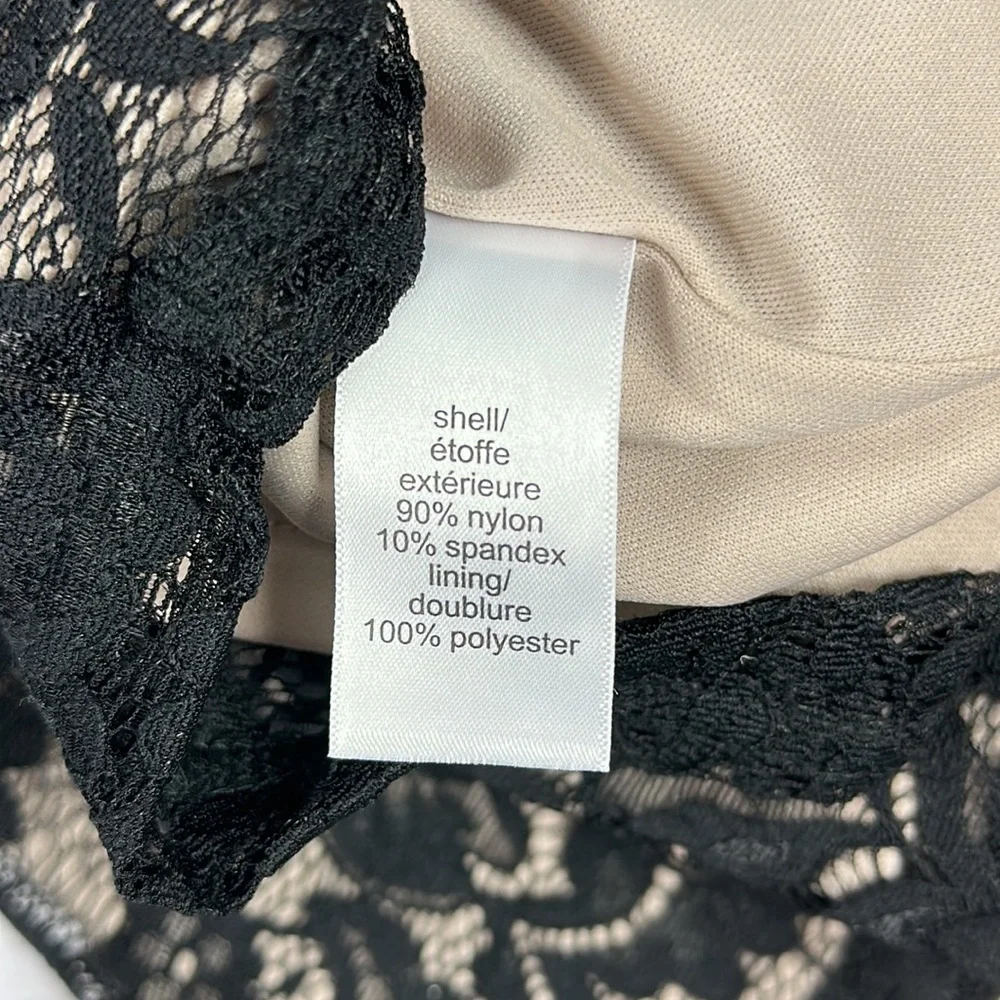 shell/
étoffe
extérieure
90% nylon
10% spandex
lining/
doublure
100% polyester